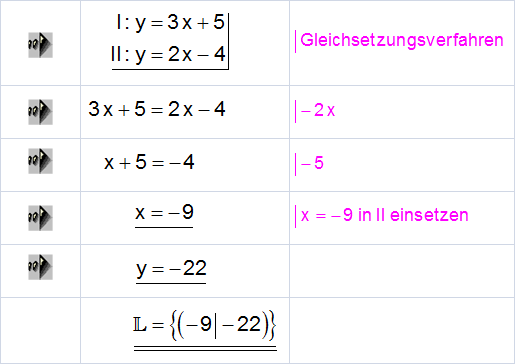 I: y = 3x + 5
II: y = 2x − 4
|Gleichsetzungsverfahren
3x + 5 = 2x − 4 |−2x
x + 5 = −4 |−5
x = −9 |x = −9 in II einsetzen
y = −22
𝕃 = {(−9|−22)}